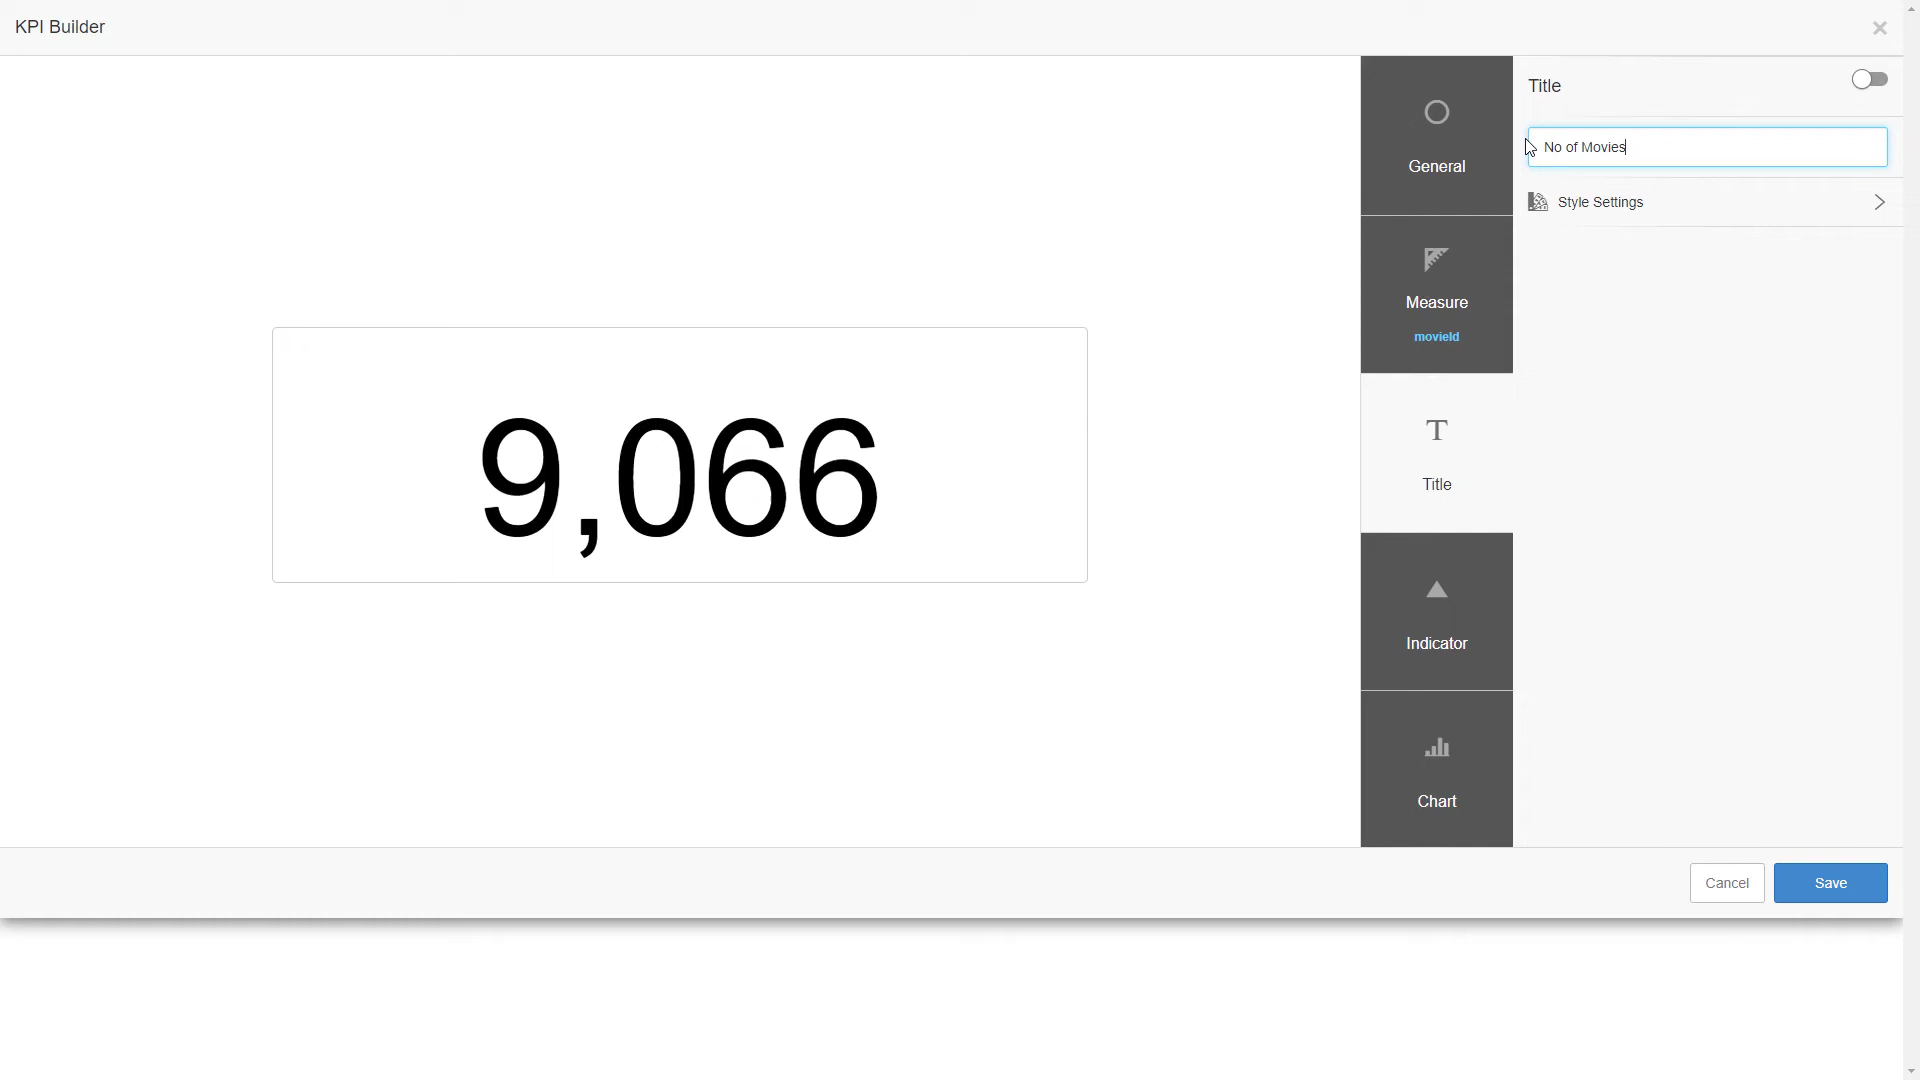 KPI Builder
×
Title
No of Movies
Style Settings
General
Measure
movieId
T
Title
Indicator
Chart
9,066
Cancel
Save